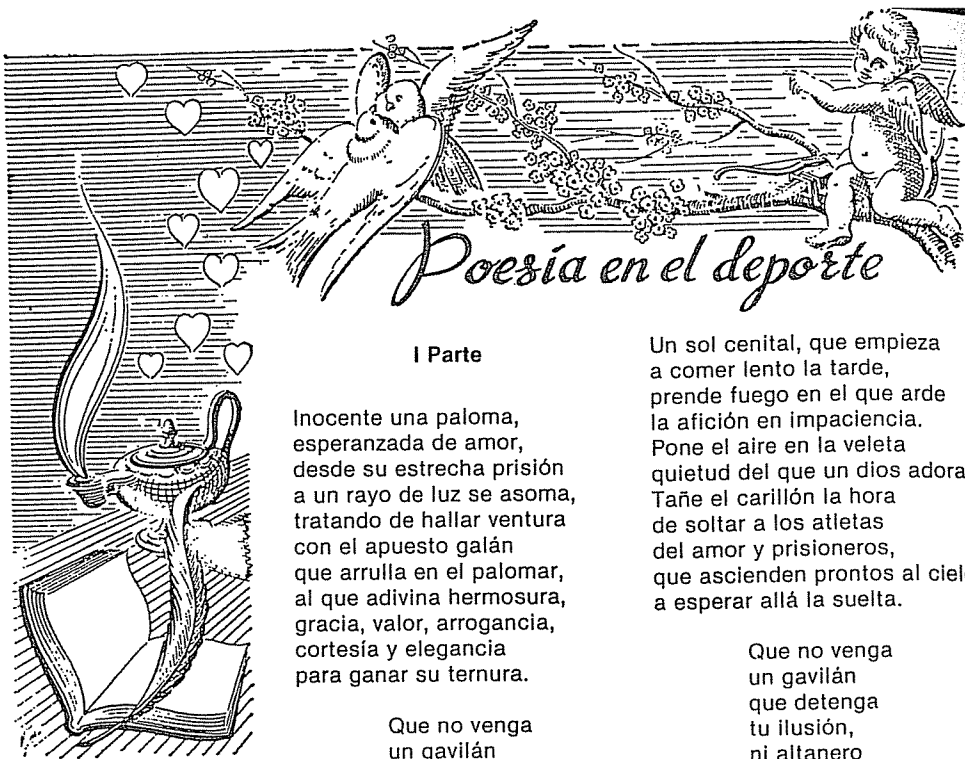 Poesía en el deporte
I Parte
Inocente una paloma,
esperanzada de amor,
desde su estrecha prisión
a un rayo de luz se asoma,
tratando de hallar ventura
con el apuesto galán
que arrulla en el palomar,
al que adivina hermosura,
gracia, valor, arrogancia,
cortesía y elegancia
para ganar su ternura.
Que no venga
un gavilán
Un sol cenital, que empieza
a comer lento la tarde,
prende fuego en el que arde
la afición en impaciencia.
Pone el aire en la veleta
quietud del que un dios adora
Tañe el carillón la hora
de soltar a los atletas
del amor y prisioneros,
que ascienden prontos al ciel
a esperar allá la suelta.
Que no venga
un gavilán
que detenga
tu ilusión,
ni altanero